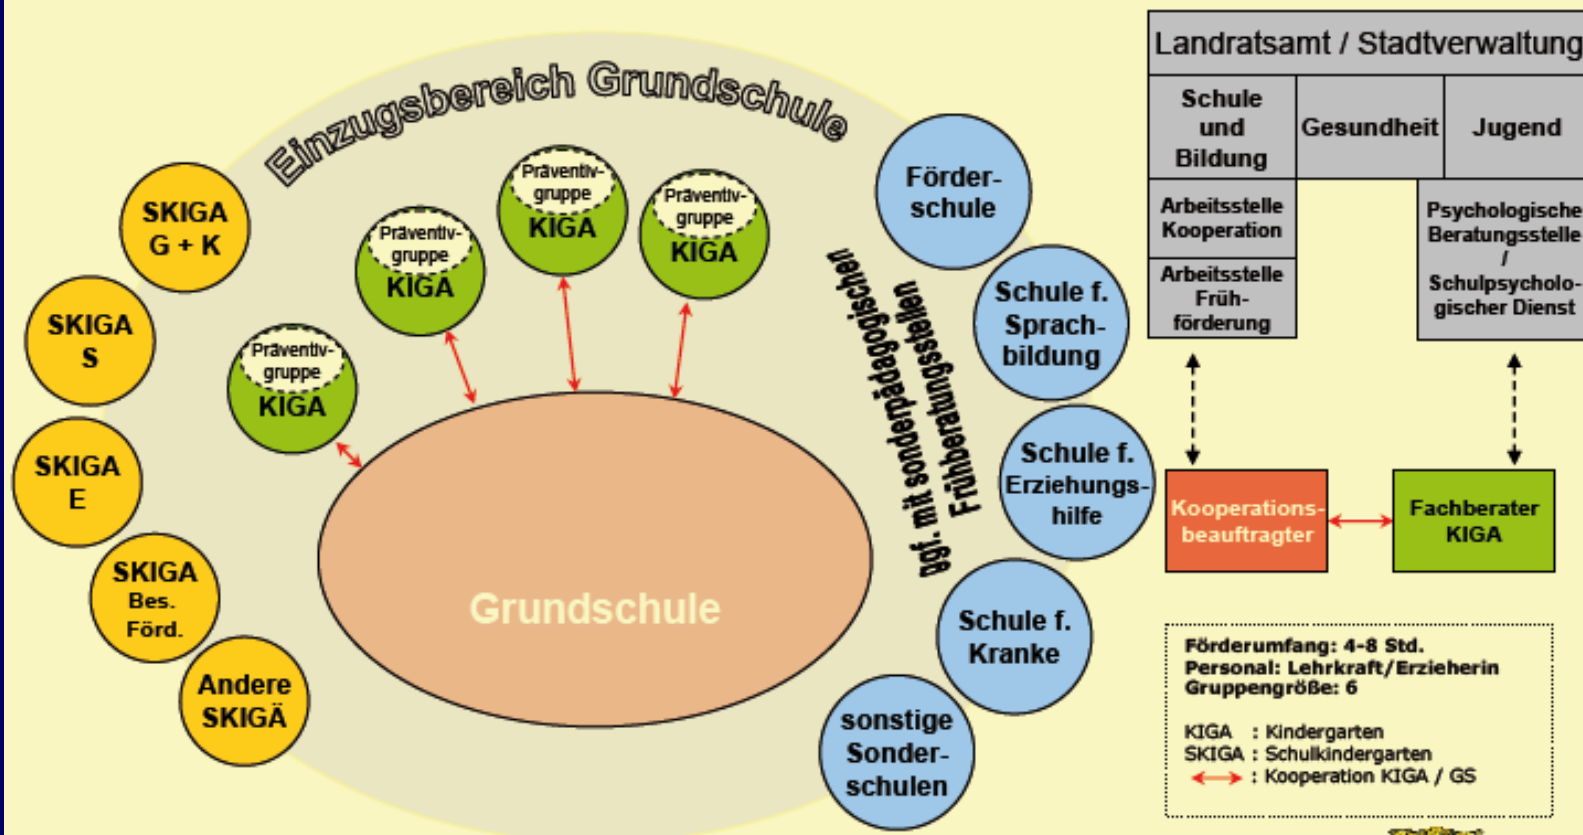 Einzugsbereich Grundschule
SKIGA
G + K
SKIGA
S
SKIGA
E
SKIGA
Bes.
Förd.
Andere
SKIGÄ
Präventiv-
gruppe
KIGA
Präventiv-
gruppe
KIGA
Präventiv-
gruppe
KIGA
Präventiv-
gruppe
KIGA
Grundschule
ggf. mit sonderpädagogischen
Frühberatungsstellen
Förder-
schule
Schule f.
Sprach-
bildung
Schule f.
Erziehungs-
hilfe
Schule f.
Kranke
sonstige
Sonder-
schulen
Landratsamt / Stadtverwaltung
Schule
und
Bildung
Gesundheit
Jugend
Arbeitsstelle
Kooperation
Arbeitsstelle
Früh-
förderung
Psychologische
Beratungsstelle
/
Schulpsycholo-
gischer Dienst
Kooperations-
beauftragter
Fachberater
KIGA
Förderumfang: 4-8 Std.
Personal: Lehrkraft/Erzieherin
Gruppengröße: 6
KIGA : Kindergarten
SKIGA : Schulkindergarten
: Kooperation KIGA / GS